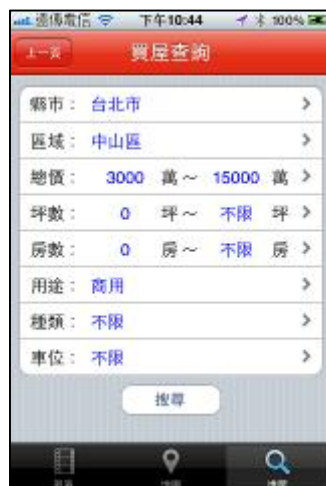 遠傳電信 下午10:44 100%
上一頁 買屋查詢
縣市： 台北市
區域： 中山區
總價： 3000 萬～ 15000 萬
坪數： 0 坪～ 不限 坪
房數： 0 房～ 不限 房
用途： 商用
種類： 不限
車位： 不限
搜尋